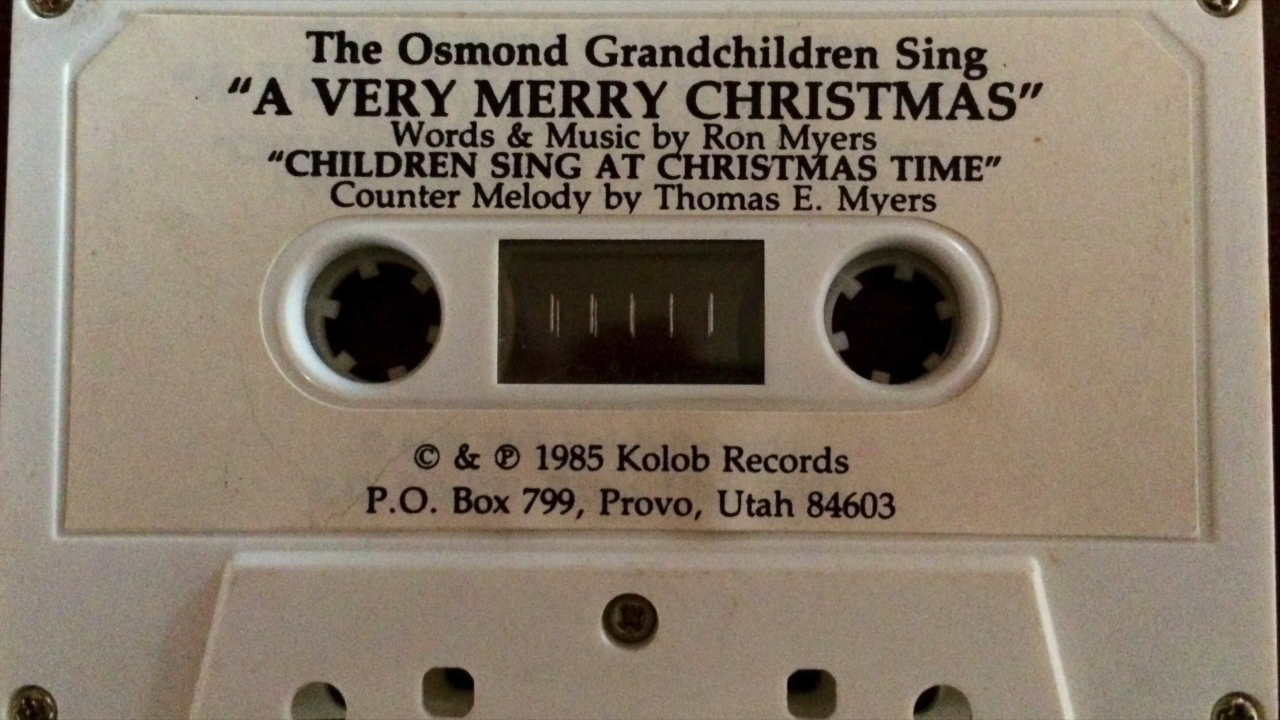 The Osmond Grandchildren Sing
“A VERY MERRY CHRISTMAS”
Words & Music by Ron Myers
“CHILDREN SING AT CHRISTMAS TIME”
Counter Melody by Thomas E. Myers
© & ℗ 1985 Kolob Records
P.O. Box 799, Provo, Utah 84603